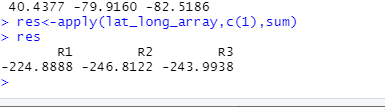 40.4377 -79.9160 -82.5186
> res<-apply(lat_long_array,c(1),sum)
> res
R1 R2 R3
-224.8888 -246.8122 -243.9938
>